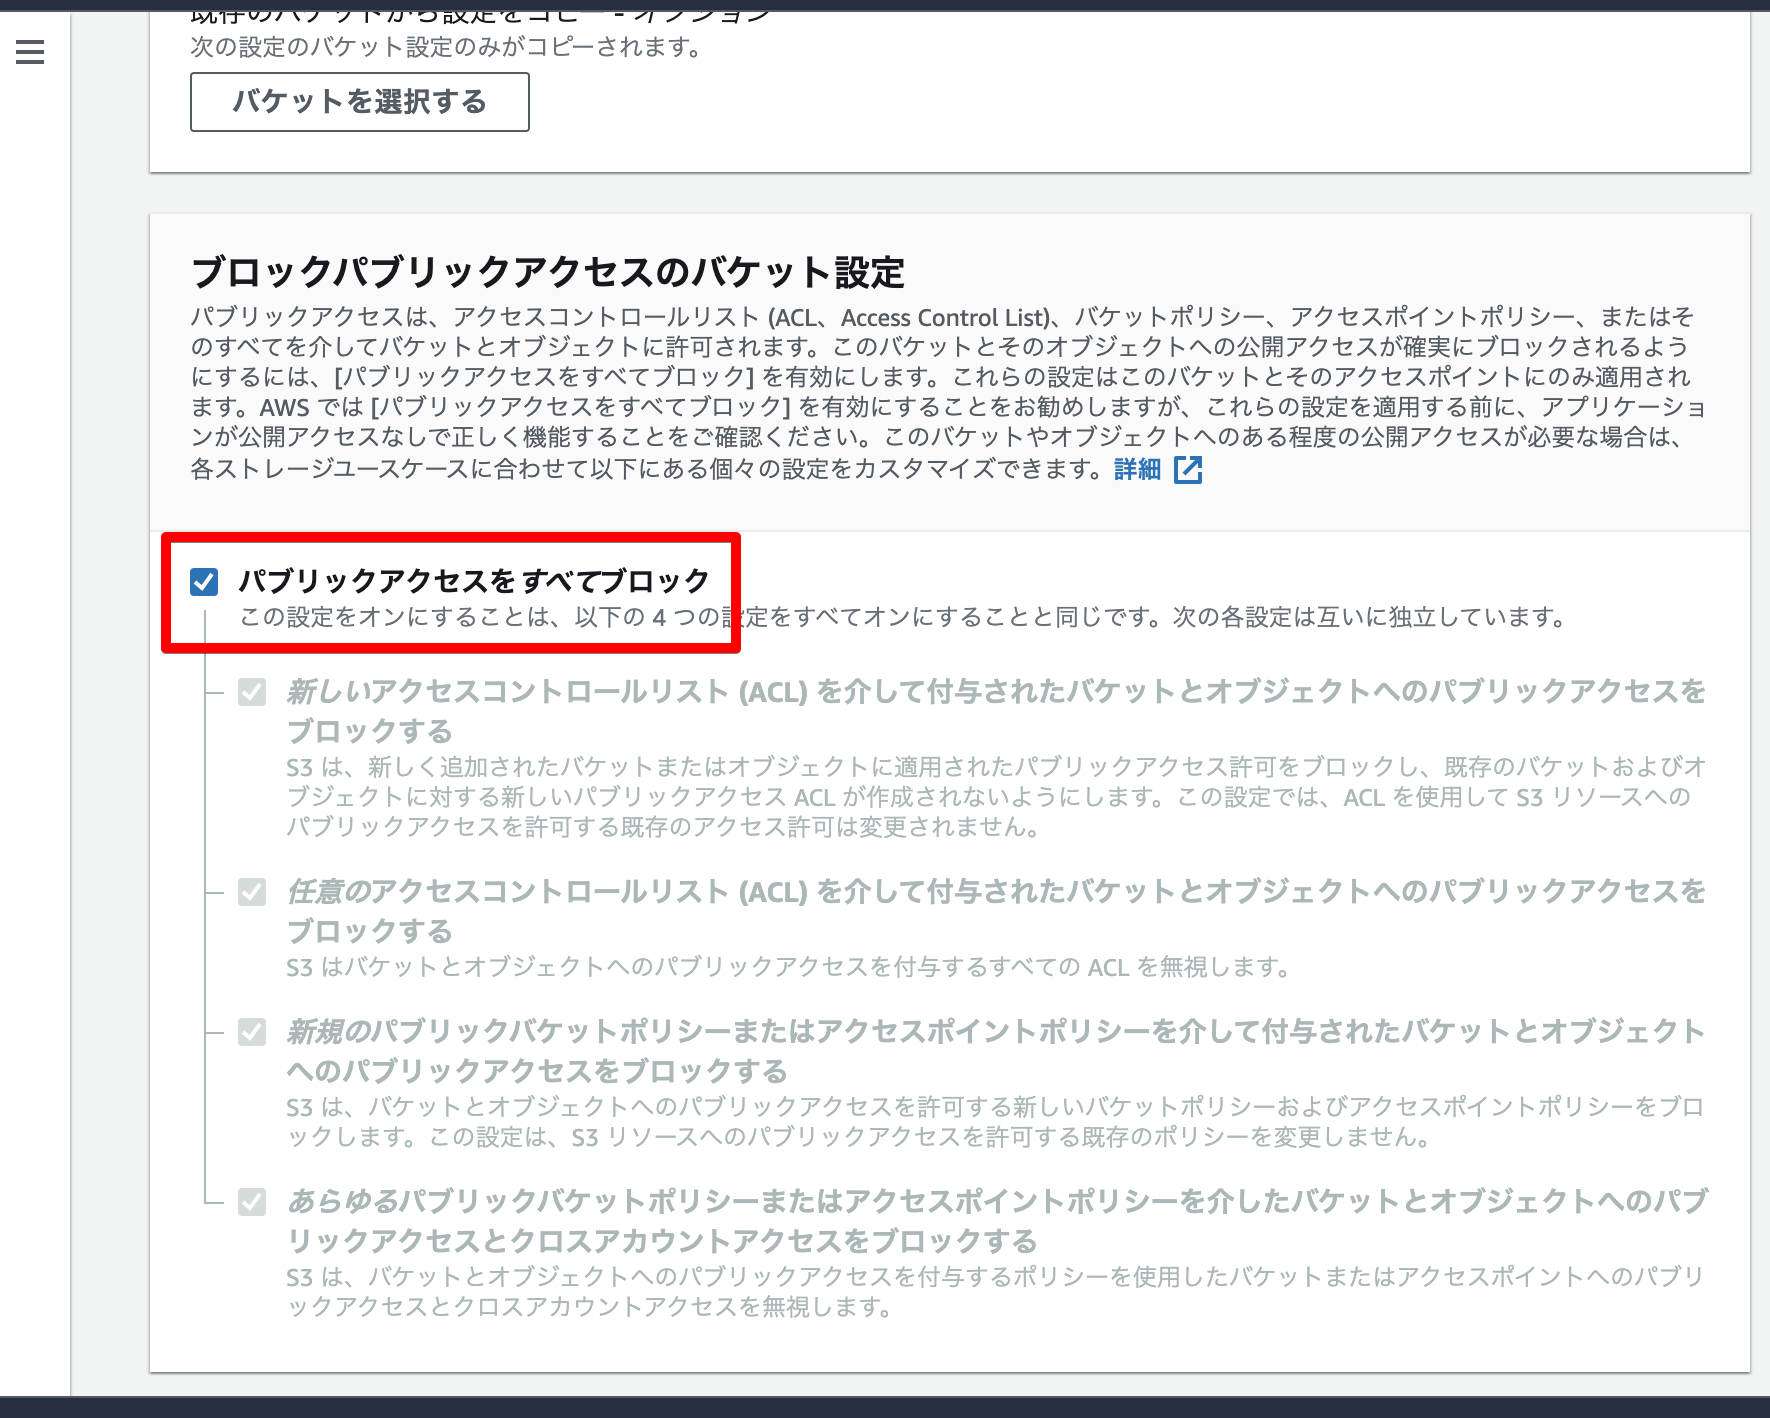 既存のバケットから設定をコピー - オプション
次の設定のバケット設定のみがコピーされます。
バケットを選択する
ブロックパブリックアクセスのバケット設定
パブリックアクセスは、アクセスコントロールリスト (ACL、Access Control List)、バケットポリシー、アクセスポイントポリシー、またはそ
のすべてを介してバケットとオブジェクトに許可されます。このバケットとそのオブジェクトへの公開アクセスが確実にブロックされるよう
にするには、[パブリックアクセスをすべてブロック] を有効にします。これらの設定はこのバケットとそのアクセスポイントにのみ適用され
ます。AWS では [パブリックアクセスをすべてブロック] を有効にすることをお勧めしますが、これらの設定を適用する前に、アプリケーショ
ンが公開アクセスなしで正しく機能することをご確認ください。このバケットやオブジェクトへのある程度の公開アクセスが必要な場合は、
各ストレージユースケースに合わせて以下にある個々の設定をカスタマイズできます。詳細
パブリックアクセスをすべてブロック
この設定をオンにすることは、以下の 4 つの設定をすべてオンにすることと同じです。次の各設定は互いに独立しています。
新しいアクセスコントロールリスト (ACL) を介して付与されたバケットとオブジェクトへのパブリックアクセスを
ブロックする
S3 は、新しく追加されたバケットまたはオブジェクトに適用されたパブリックアクセス許可をブロックし、既存のバケットおよびオ
ブジェクトに対する新しいパブリックアクセス ACL が作成されないようにします。この設定では、ACL を使用して S3 リソースへの
パブリックアクセスを許可する既存のアクセス許可は変更されません。
任意のアクセスコントロールリスト (ACL) を介して付与されたバケットとオブジェクトへのパブリックアクセスを
ブロックする
S3 はバケットとオブジェクトへのパブリックアクセスを付与するすべての ACL を無視します。
新規のパブリックバケットポリシーまたはアクセスポイントポリシーを介して付与されたバケットとオブジェクト
へのパブリックアクセスをブロックする
S3 は、バケットとオブジェクトへのパブリックアクセスを許可する新しいバケットポリシーおよびアクセスポイントポリシーをブロ
ックします。この設定は、S3 リソースへのパブリックアクセスを許可する既存のポリシーを変更しません。
あらゆるパブリックバケットポリシーまたはアクセスポイントポリシーを介したバケットとオブジェクトへのパブ
リックアクセスとクロスアカウントアクセスをブロックする
S3 は、バケットとオブジェクトへのパブリックアクセスを付与するポリシーを使用したバケットまたはアクセスポイントへのパブリ
ックアクセスとクロスアカウントアクセスを無視します。